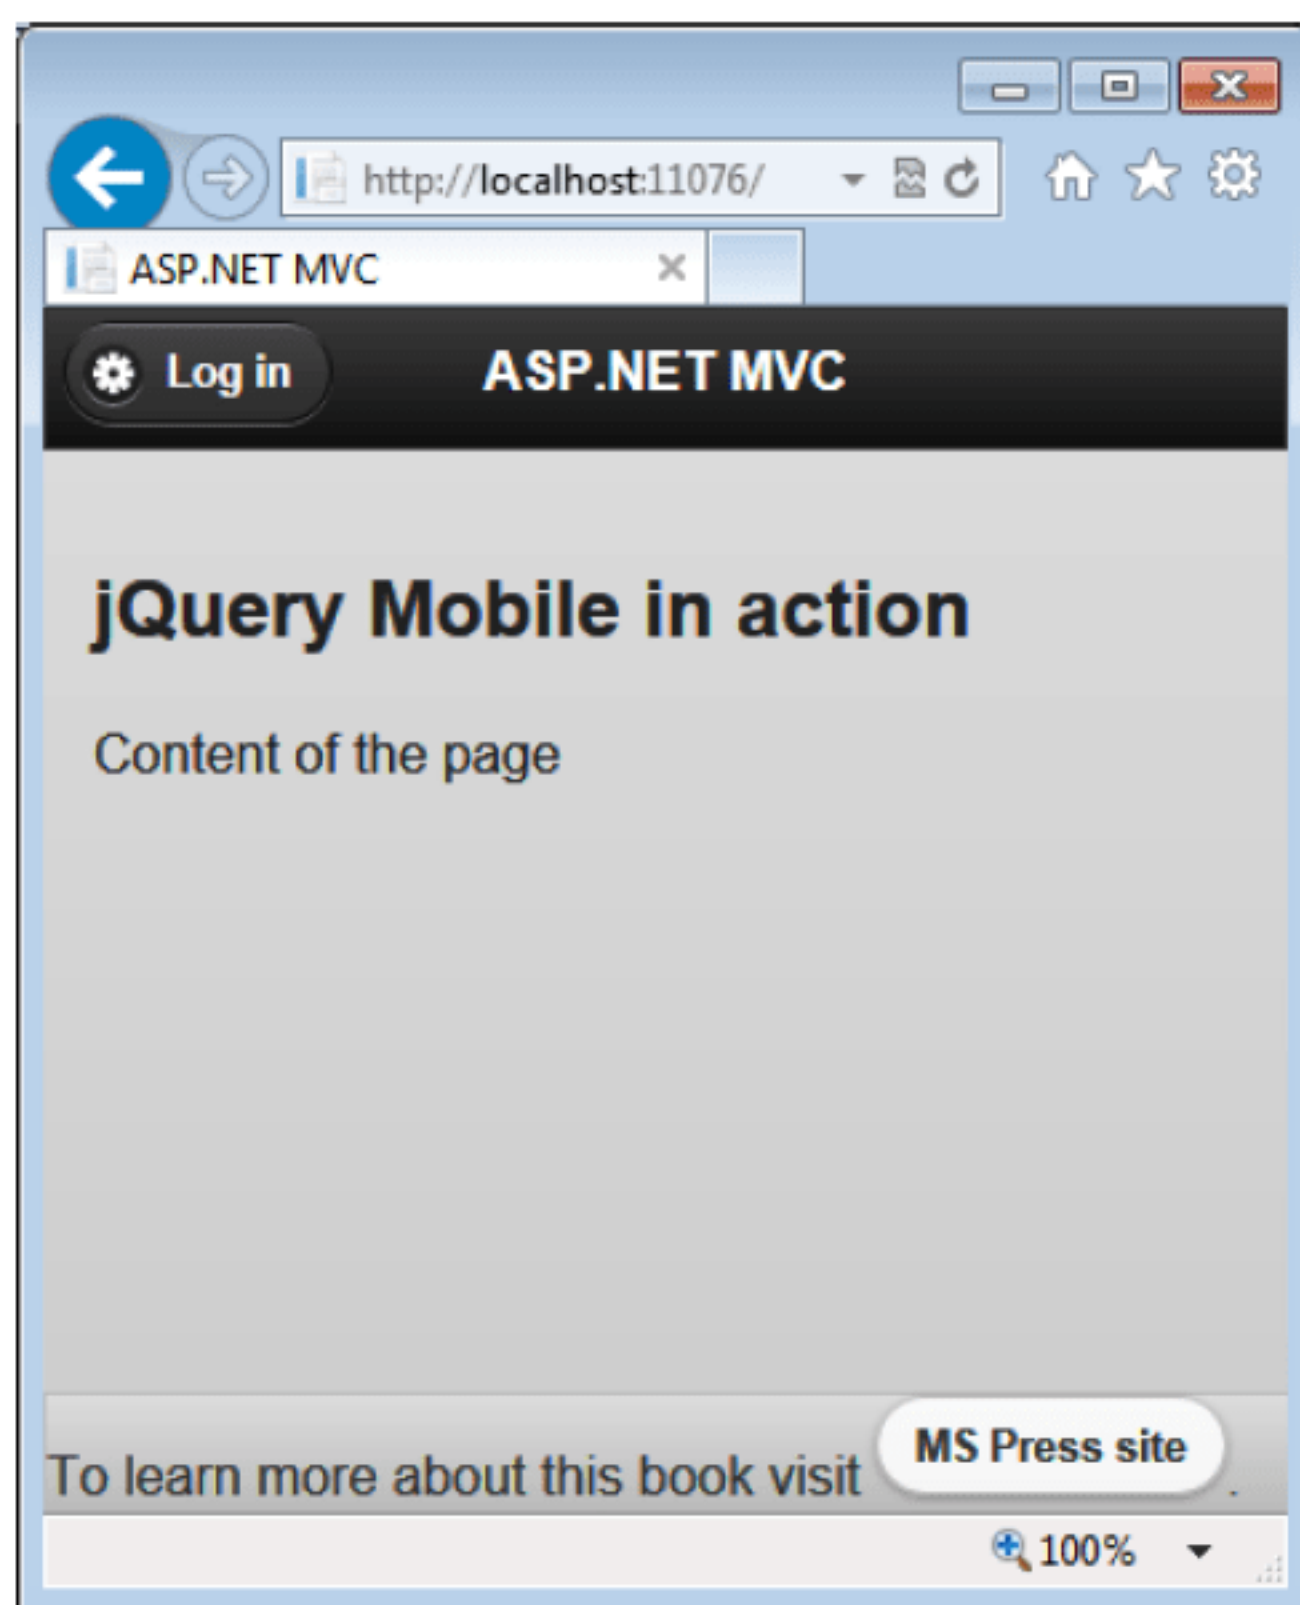 http://localhost:11076/
ASP.NET MVC
Log in
ASP.NET MVC
jQuery Mobile in action
Content of the page
To learn more about this book visit MS Press site .
100%